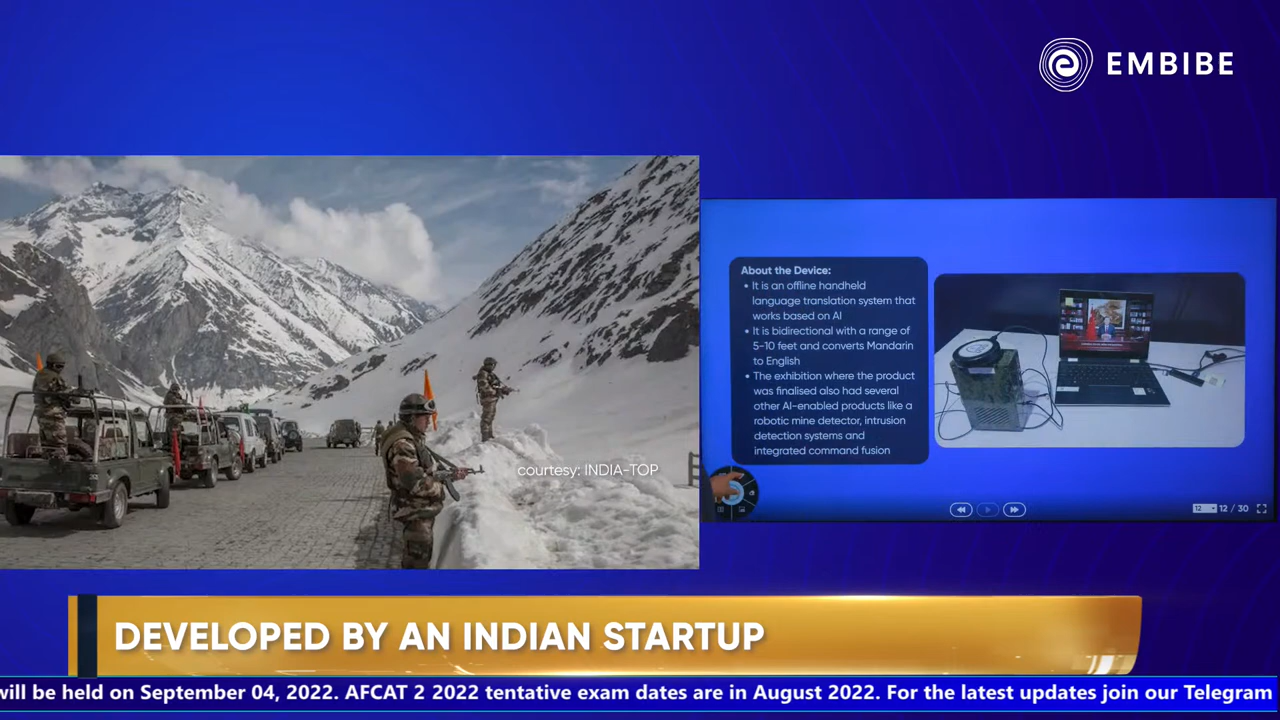 EMBIBE
About the Device:
• It is an offline handheld
language translation system that
works based on AI
• It is bidirectional with a range of
5-10 feet and converts Mandarin
to English
• The exhibition where the product
was finalised also had several
other AI-enabled products like a
robotic mine detector, intrusion
detection systems and
integrated command fusion
courtesy: INDIA-TOP
12 12 / 30
DEVELOPED BY AN INDIAN STARTUP
will be held on September 04, 2022. AFCAT 2 2022 tentative exam dates are in August 2022. For the latest updates join our Telegram